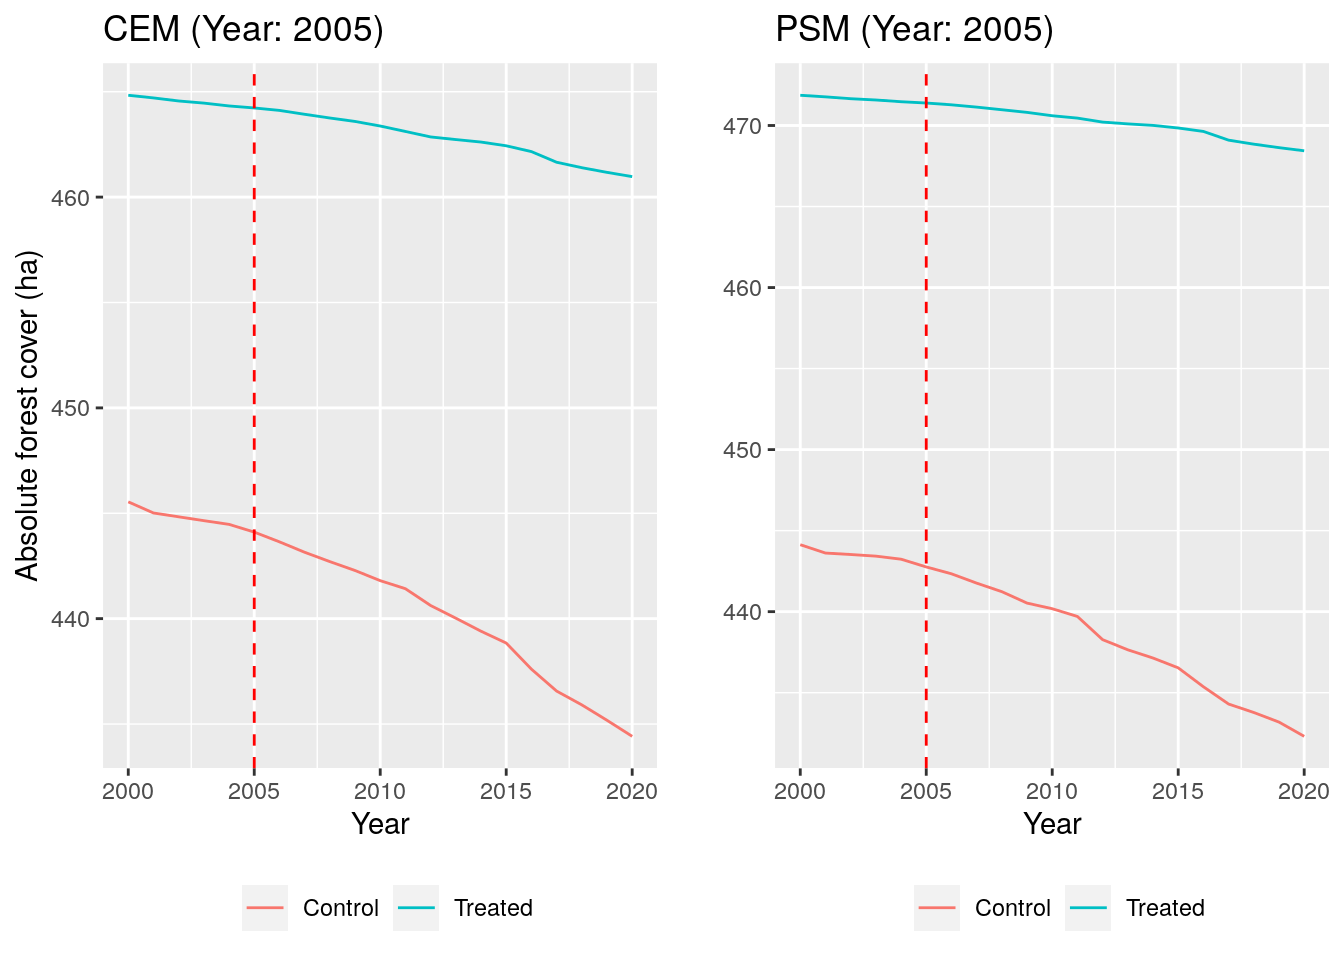 CEM (Year: 2005)
Absolute forest cover (ha)
460
450
440
2000 2005 2010 2015 2020
Year
Control Treated
PSM (Year: 2005)
470
460
450
440
2000 2005 2010 2015 2020
Year
Control Treated